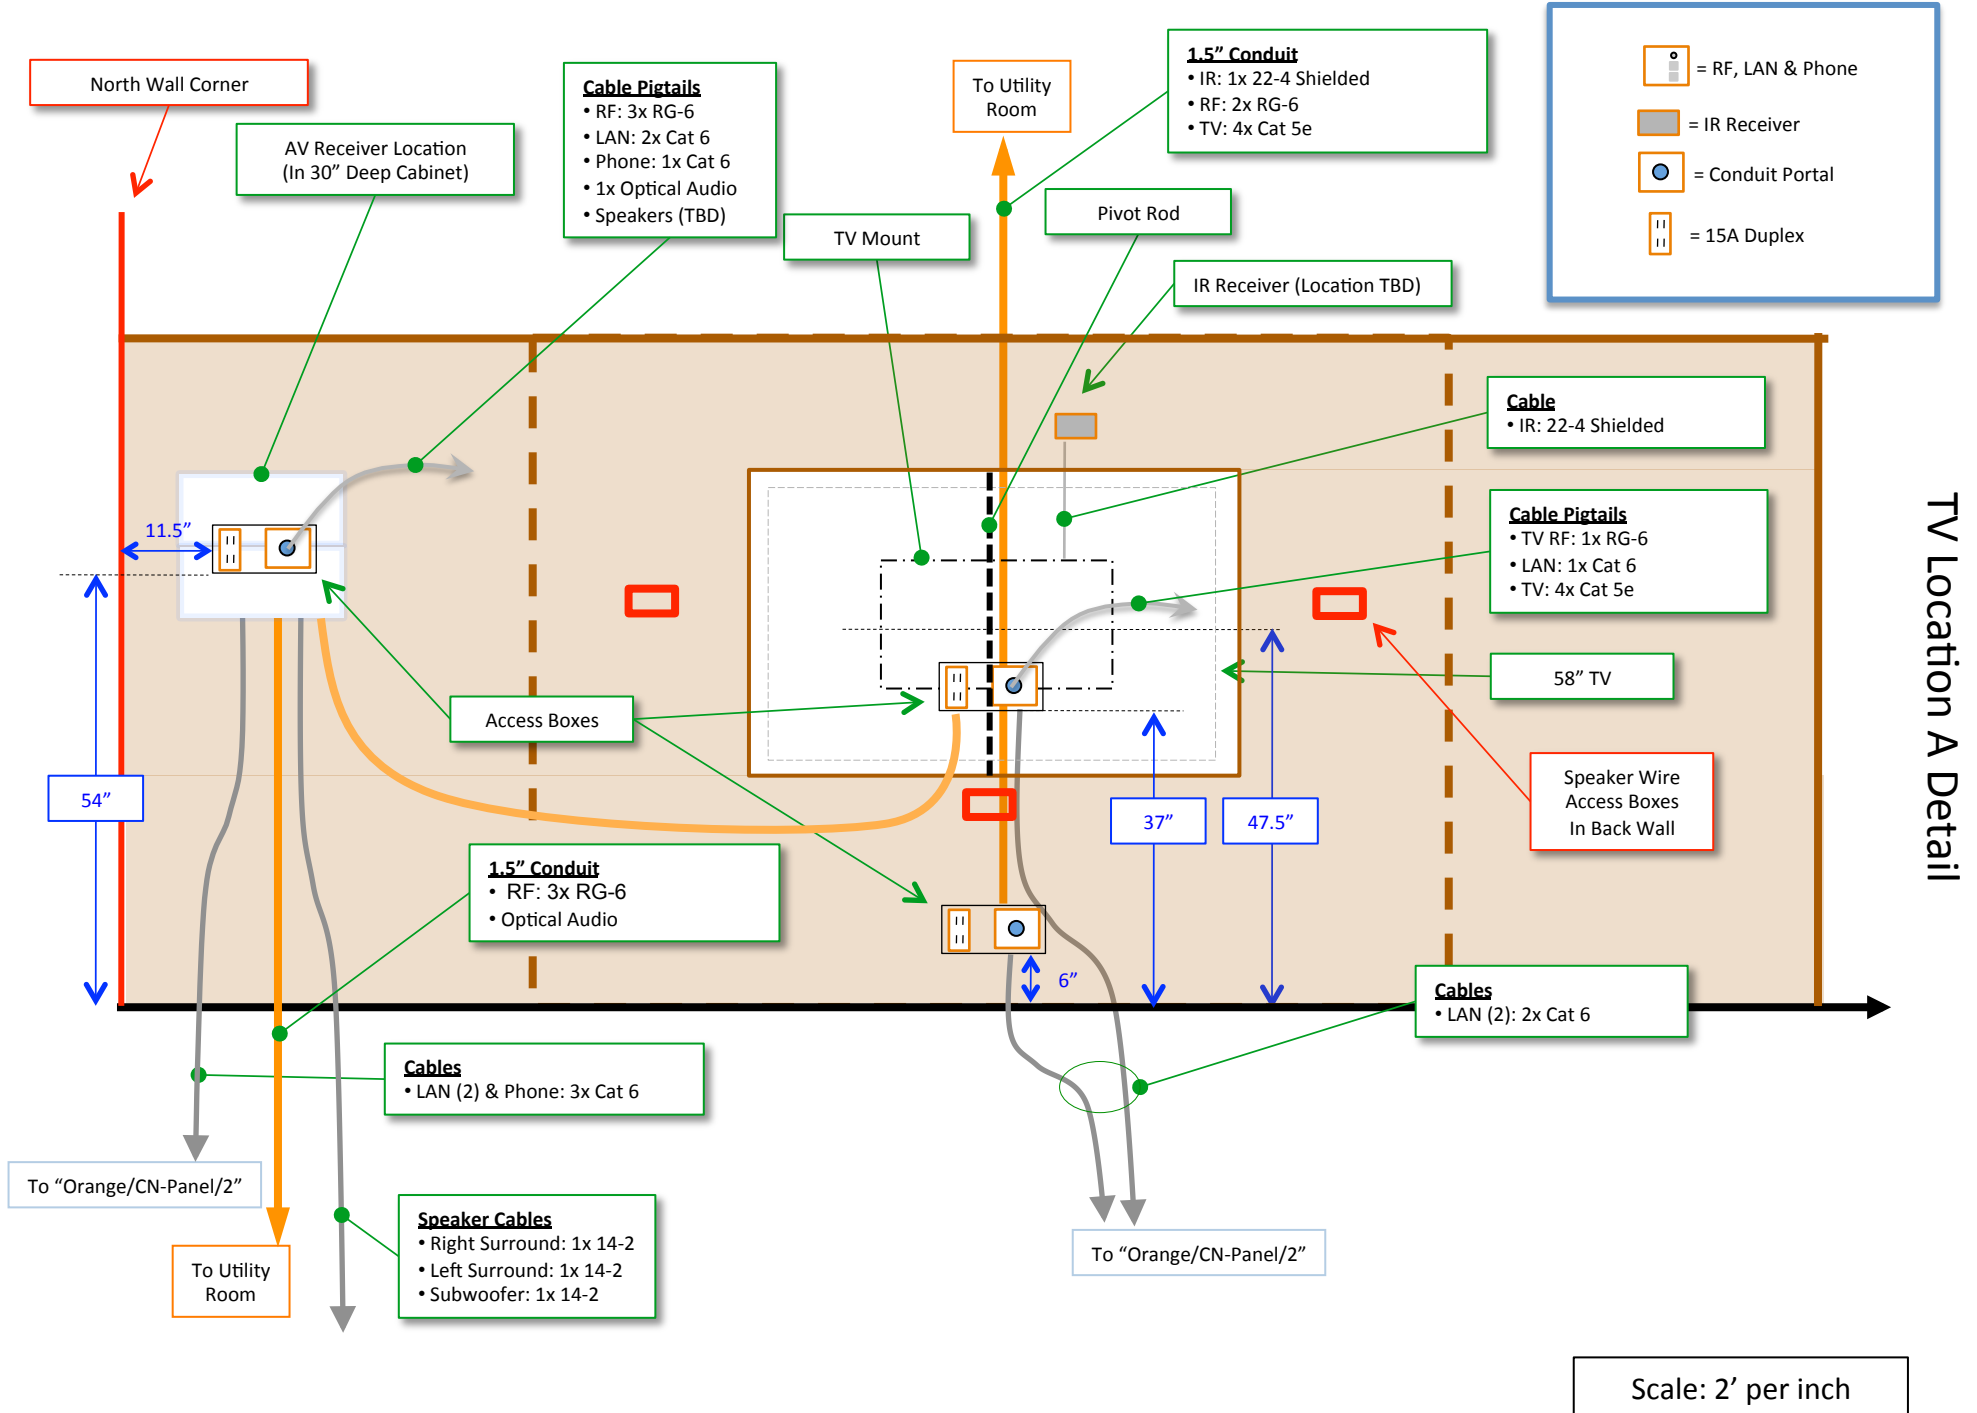 North Wall Corner
AV Receiver Location
(In 30” Deep Cabinet)
Cable Pigtails
• RF: 3x RG-6
• LAN: 2x Cat 6
• Phone: 1x Cat 6
• 1x Optical Audio
• Speakers (TBD)
TV Mount
To Utility
Room
1.5” Conduit
• IR: 1x 22-4 Shielded
• RF: 2x RG-6
• TV: 4x Cat 5e
Pivot Rod
IR Receiver (Location TBD)
= RF, LAN & Phone
= IR Receiver
= Conduit Portal
= 15A Duplex
Cable
• IR: 22-4 Shielded
Cable Pigtails
• TV RF: 1x RG-6
• LAN: 1x Cat 6
• TV: 4x Cat 5e
58” TV
Speaker Wire
Access Boxes
In Back Wall
TV Location A Detail
11.5”
54”
Access Boxes
37”
47.5”
6”
1.5” Conduit
• RF: 3x RG-6
• Optical Audio
Cables
• LAN (2): 2x Cat 6
Cables
• LAN (2) & Phone: 3x Cat 6
To “Orange/CN-Panel/2”
To Utility
Room
Speaker Cables
• Right Surround: 1x 14-2
• Left Surround: 1x 14-2
• Subwoofer: 1x 14-2
To “Orange/CN-Panel/2”
Scale: 2’ per inch